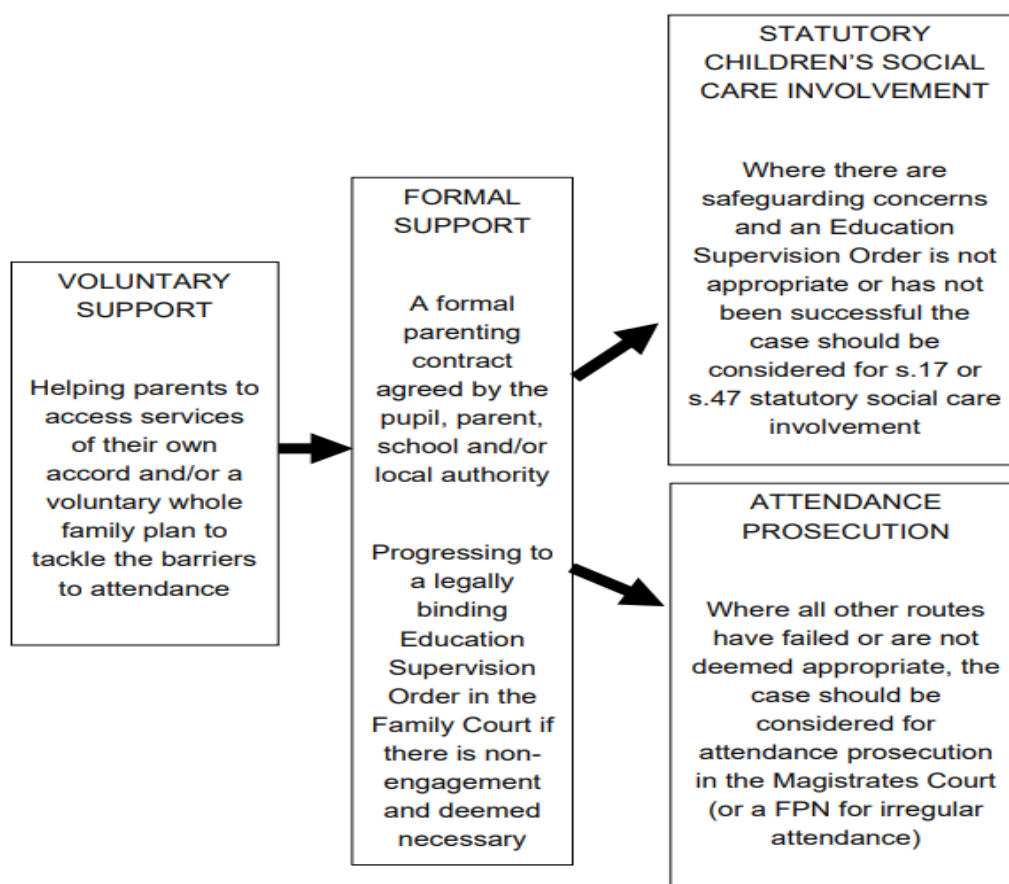 VOLUNTARY
SUPPORT
Helping parents to
access services
of their own
accord and/or a
voluntary whole
family plan to
tackle the barriers
to attendance
FORMAL
SUPPORT
A formal
parenting
contract
agreed by the
pupil, parent,
school and/or
local authority
Progressing to
a legally
binding
Education
Supervision
Order in the
Family Court if
there is non-
engagement
and deemed
necessary
STATUTORY
CHILDREN’S SOCIAL
CARE INVOLVEMENT
Where there are
safeguarding concerns
and an Education
Supervision Order is not
appropriate or has not
been successful the
case should be
considered for s.17 or
s.47 statutory social care
involvement
ATTENDANCE
PROSECUTION
Where all other routes
have failed or are not
deemed appropriate, the
case should be
considered for
attendance prosecution
in the Magistrates Court
(or a FPN for irregular
attendance)